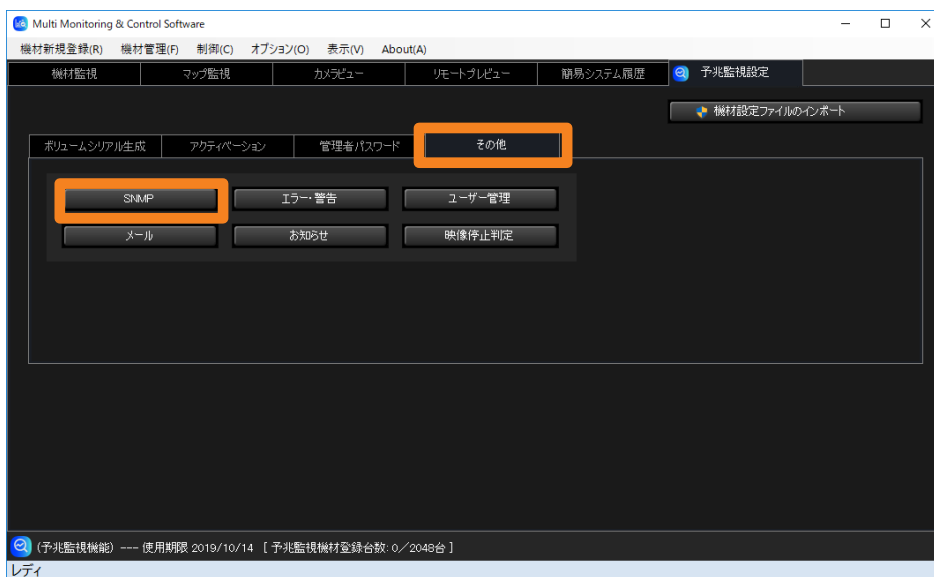 Multi Monitoring & Control Software
機材新規登録(R) 機材管理(F) 制御(C) オプション(O) 表示(V) About(A)
機材監視 マップ監視 カメラビュー リモートプレビュー 簡易システム履歴 予兆監視設定
機材設定ファイルのインポート
ボリュームシリアル生成 アクティベーション 管理者パスワード その他
SNMP エラー・警告 ユーザー管理
メール お知らせ 映像停止判定
(予兆監視機能) --- 使用期限 2019/10/14 [ 予兆監視機材登録台数: 0/2048台 ]
レディ